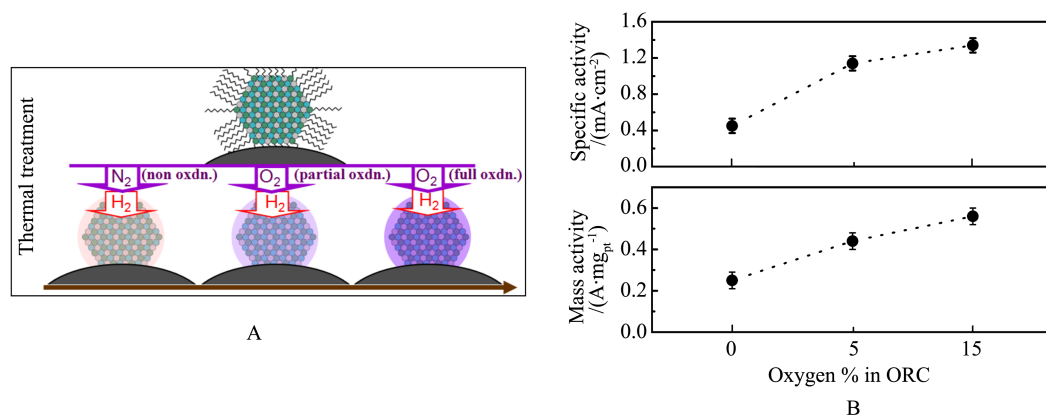 Thermal treatment
N₂ (non oxdn.) O₂ (partial oxdn.) O₂ (full oxdn.)
H₂ H₂ H₂
A
Specific activity
/(mA·cm⁻²)
1.6
1.2
0.8
0.4
0.0
Mass activity
/(A·mgₚₜ⁻¹)
0.6
0.4
0.2
0.0
0 5 15
Oxygen % in ORC
B